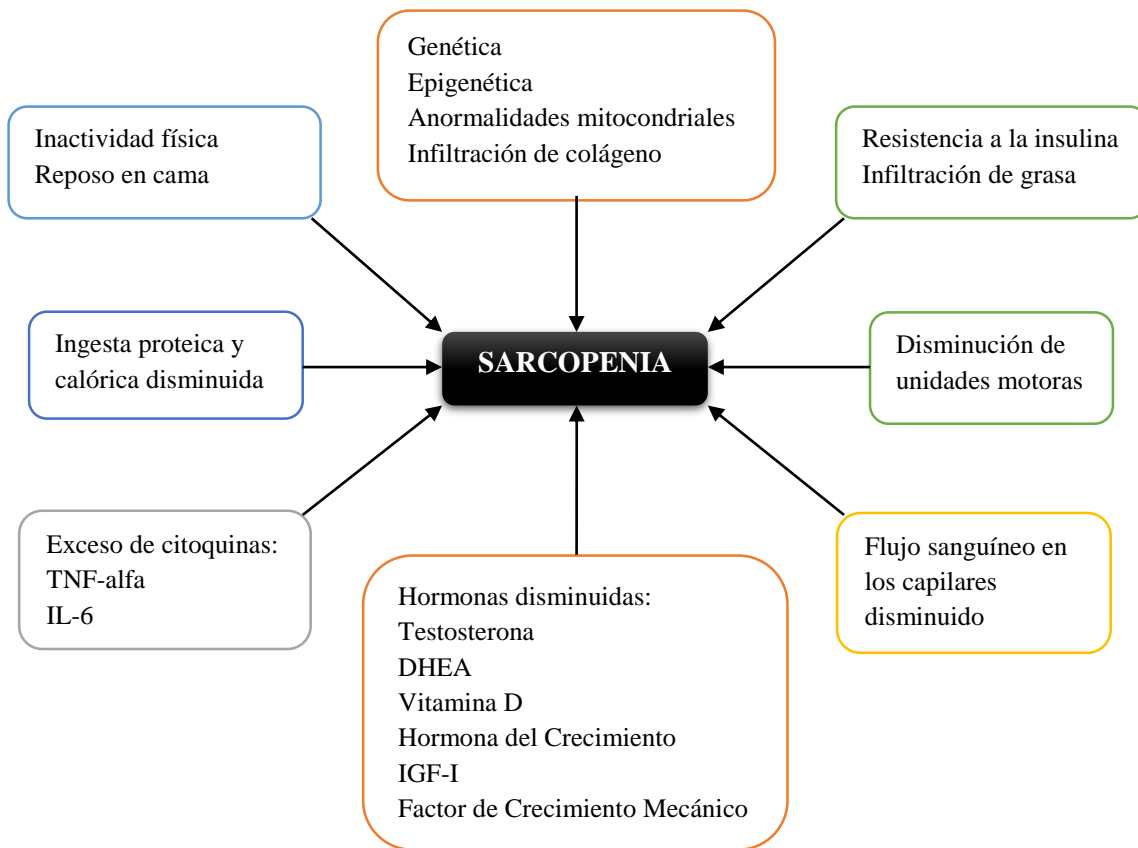 Genética
Epigenética
Anormalidades mitocondriales
Infiltración de colágeno
Inactividad física
Reposo en cama
Resistencia a la insulina
Infiltración de grasa
Ingesta proteica y
calórica disminuida
SARCOPENIA
Disminución de
unidades motoras
Exceso de citoquinas:
TNF-alfa
IL-6
Hormonas disminuidas:
Testosterona
DHEA
Vitamina D
Hormona del Crecimiento
IGF-I
Factor de Crecimiento Mecánico
Flujo sanguíneo en
los capilares
disminuido